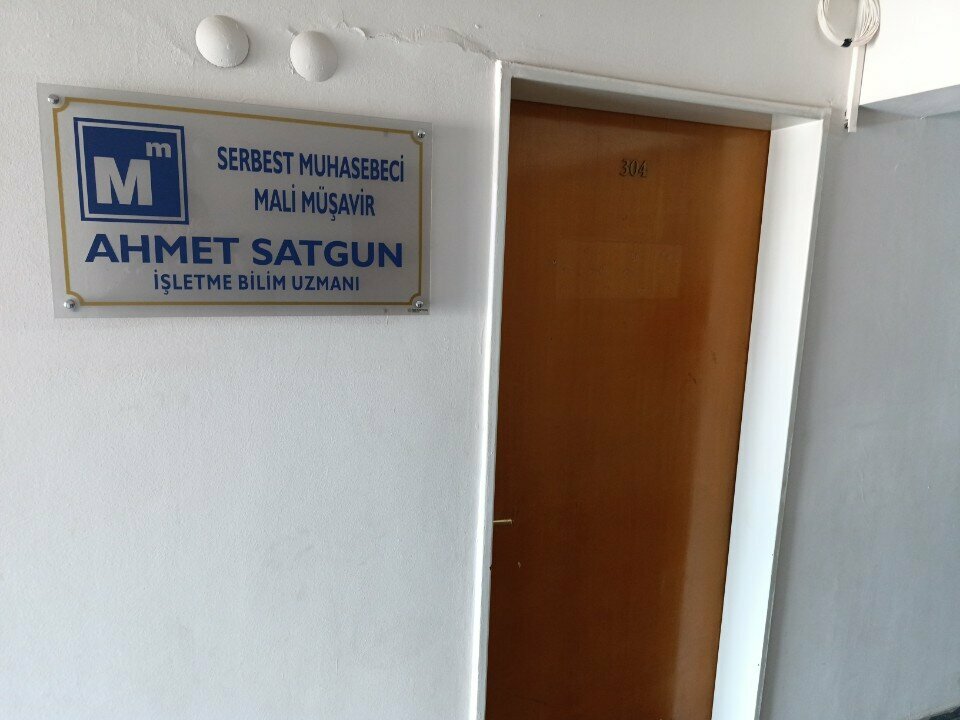 Mm
SERBEST MUHASEBECİ
MALİ MÜŞAVİR
AHMET SATGUN
İŞLETME BİLİM UZMANI
304